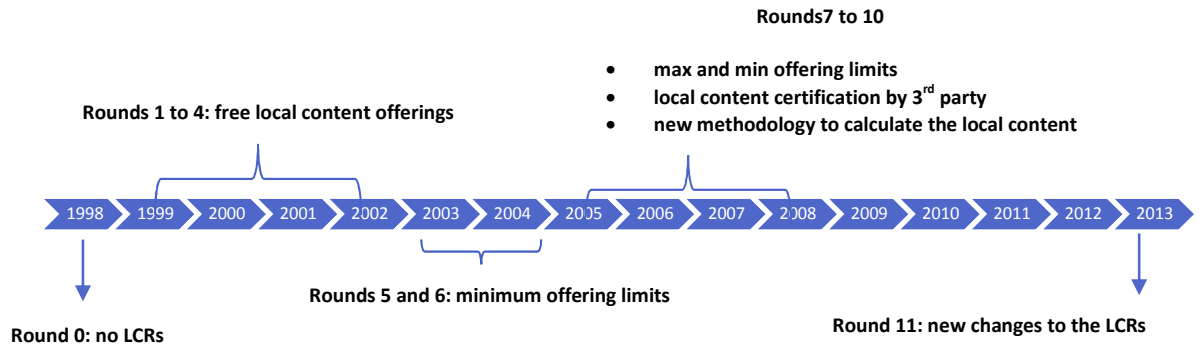 Rounds7 to 10
• max and min offering limits
• local content certification by 3rd party
• new methodology to calculate the local content
Rounds 1 to 4: free local content offerings
1998 1999 2000 2001 2002 2003 2004 2005 2006 2007 2008 2009 2010 2011 2012 2013
Rounds 5 and 6: minimum offering limits
Round 0: no LCRs
Round 11: new changes to the LCRs